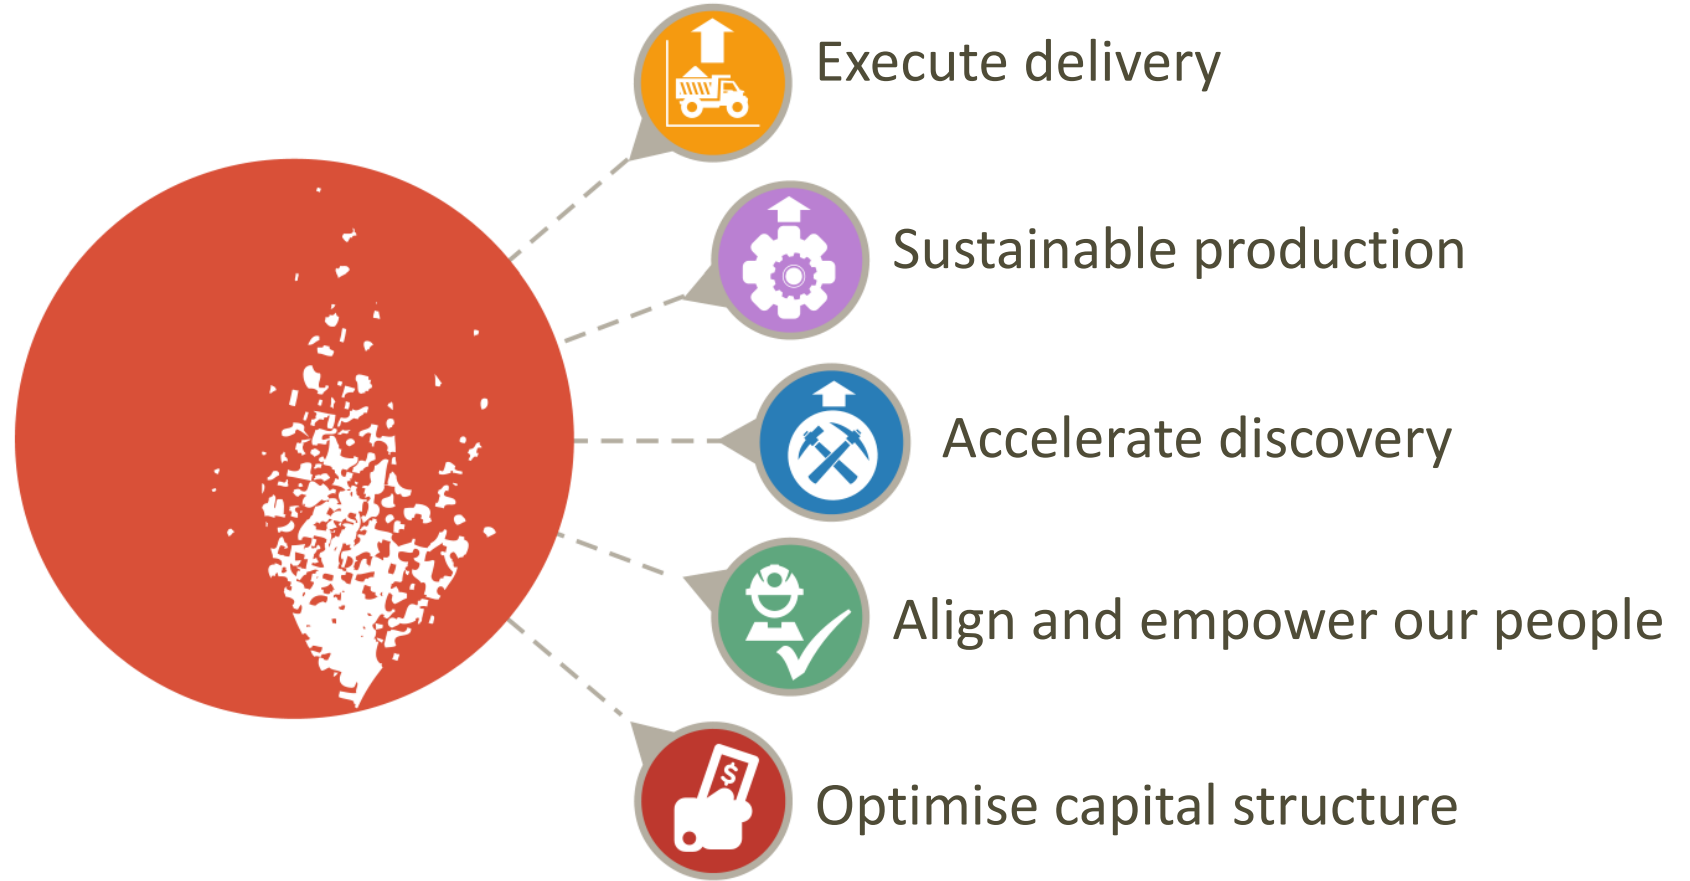 Execute delivery
Sustainable production
Accelerate discovery
Align and empower our people
$
Optimise capital structure